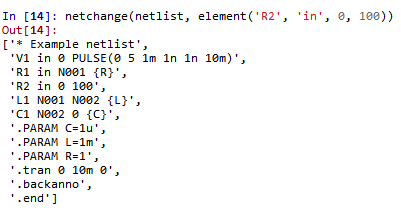 In [14]: netchange(netlist, element('R2', 'in', 0, 100))
Out[14]:
['* Example netlist',
 'V1 in 0 PULSE(0 5 1m 1n 1n 10m)',
 'R1 in N001 {R}',
 'R2 in 0 100',
 'L1 N001 N002 {L}',
 'C1 N002 0 {C}',
 '.PARAM C=1u',
 '.PARAM L=1m',
 '.PARAM R=1',
 '.tran 0 10m 0',
 '.backanno',
 '.end']